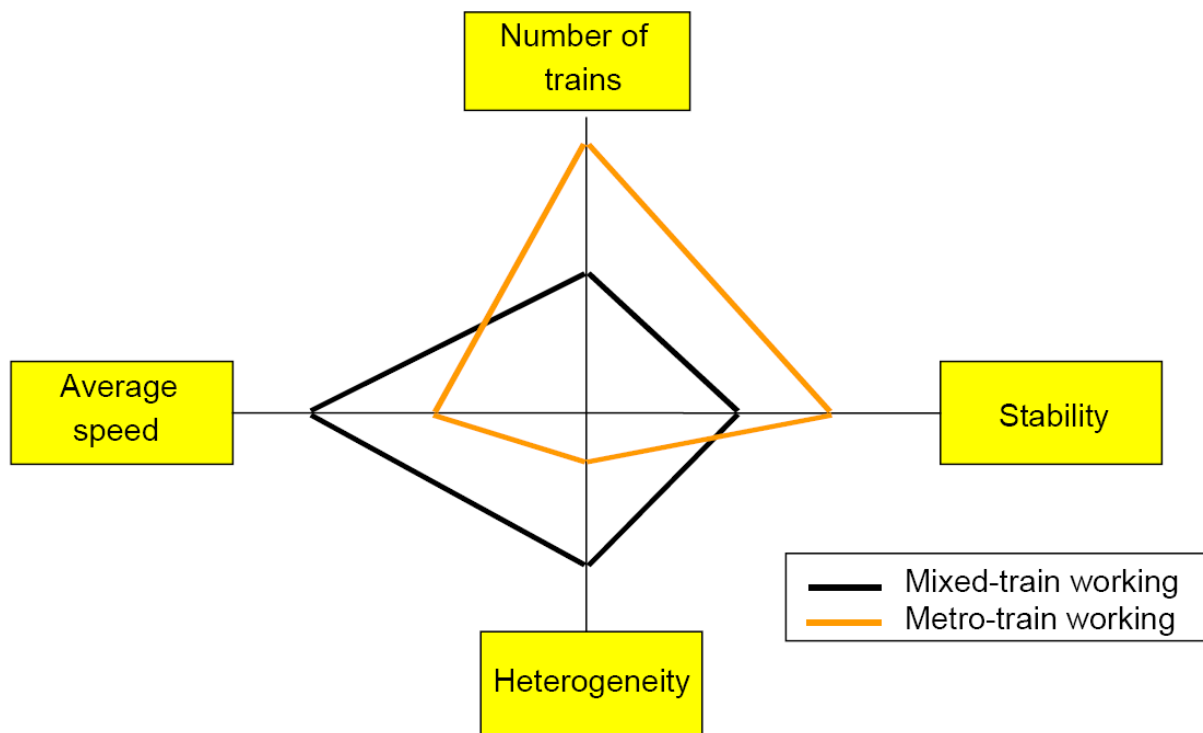 Number of
trains
Average
speed
Stability
Heterogeneity
Mixed-train working
Metro-train working